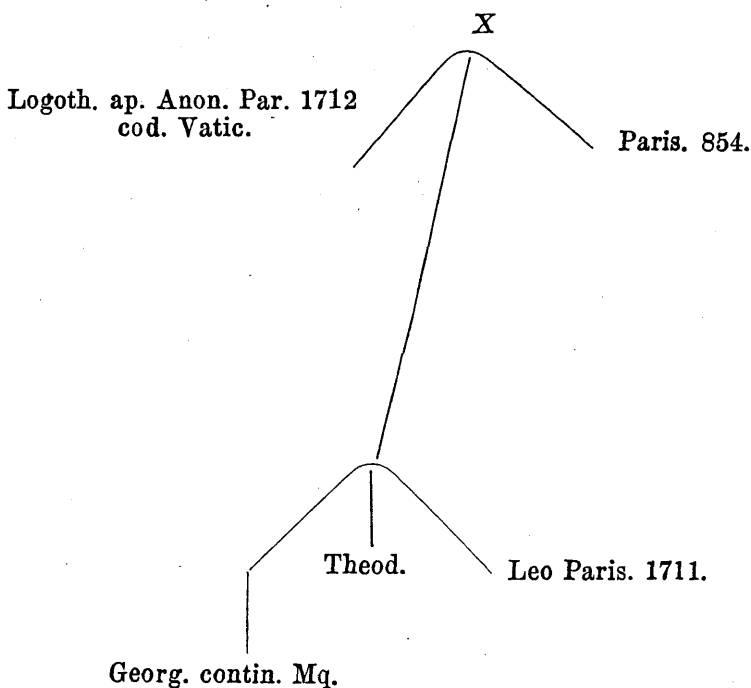 X
Logoth. ap. Anon. Par. 1712
cod. Vatic.
Paris. 854.
Theod.
Leo Paris. 1711.
Georg. contin. Mq.